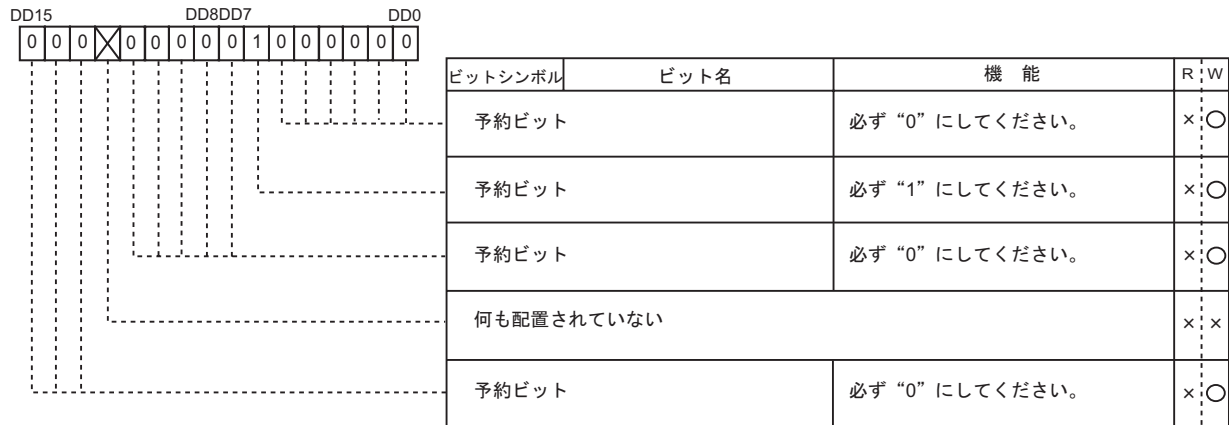 DD15 DD8DD7 DD0
0 0 0 0 0 0 0 0 1 0 0 0 0 0 0
ビットシンボル ビット名 機 能 R W
予約ビット 必ず“0”にしてください。 × ○
予約ビット 必ず“1”にしてください。 × ○
予約ビット 必ず“0”にしてください。 × ○
何も配置されていない × ×
予約ビット 必ず“0”にしてください。 × ○